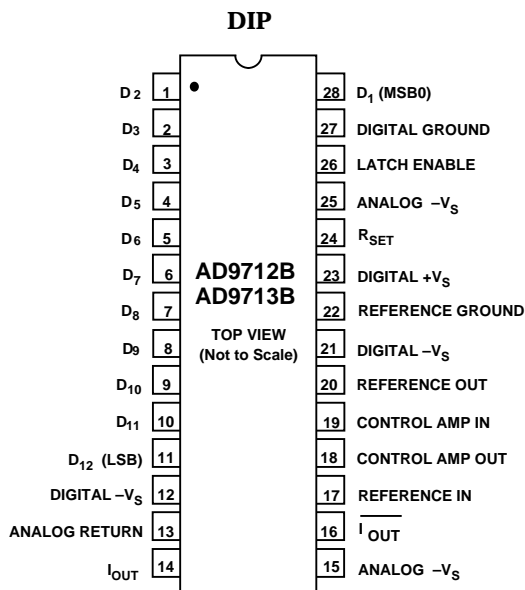 DIP
D2 1
D3 2
D4 3
D5 4
D6 5
D7 6
D8 7
D9 8
D10 9
D11 10
D12 (LSB) 11
DIGITAL –VS 12
ANALOG RETURN 13
IOUT 14
AD9712B
AD9713B
TOP VIEW
(Not to Scale)
28 D1 (MSB0)
27 DIGITAL GROUND
26 LATCH ENABLE
25 ANALOG –VS
24 RSET
23 DIGITAL +VS
22 REFERENCE GROUND
21 DIGITAL –VS
20 REFERENCE OUT
19 CONTROL AMP IN
18 CONTROL AMP OUT
17 REFERENCE IN
16 IOUT
15 ANALOG –VS